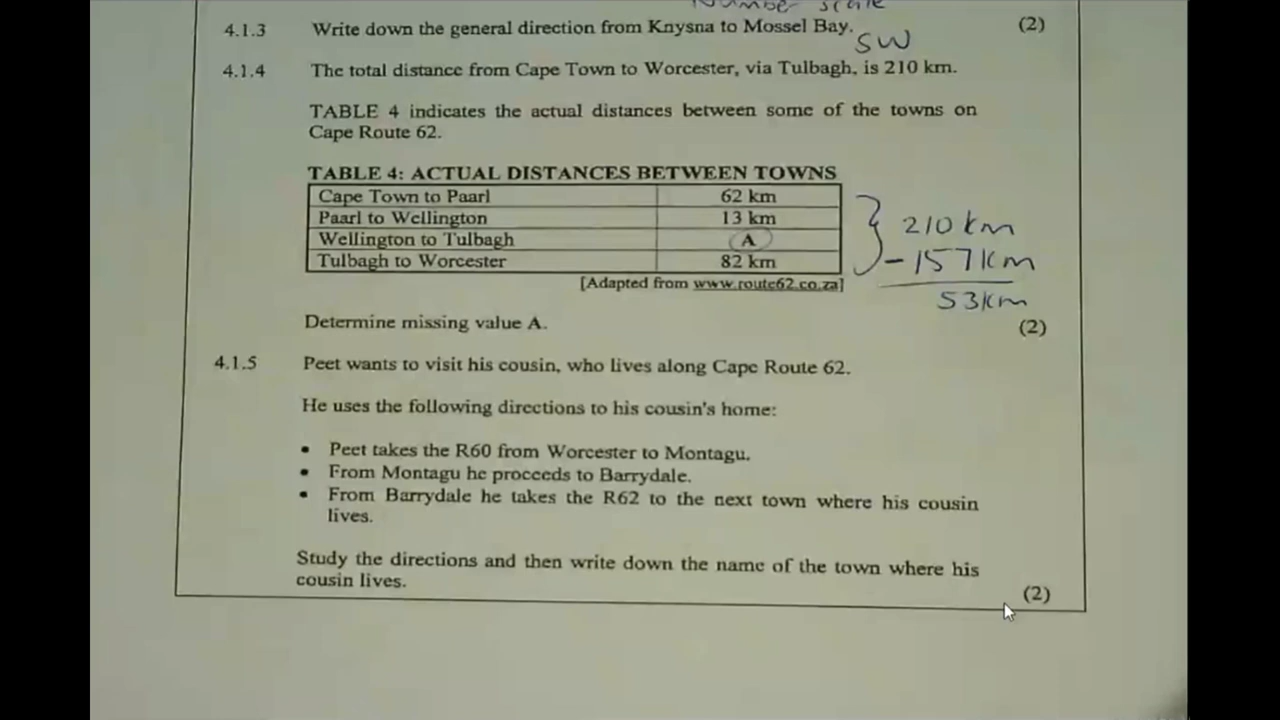 Number scale
4.1.3 Write down the general direction from Knysna to Mossel Bay. (2)
SW
4.1.4 The total distance from Cape Town to Worcester, via Tulbagh, is 210 km.
TABLE 4 indicates the actual distances between some of the towns on
Cape Route 62.
TABLE 4: ACTUAL DISTANCES BETWEEN TOWNS
Cape Town to Paarl 62 km
Paarl to Wellington 13 km
Wellington to Tulbagh A
Tulbagh to Worcester 82 km
210 km
- 157 km
53 km
[Adapted from www.route62.co.za]
Determine missing value A. (2)
4.1.5 Peet wants to visit his cousin, who lives along Cape Route 62.
He uses the following directions to his cousin's home:
• Peet takes the R60 from Worcester to Montagu.
• From Montagu he proceeds to Barrydale.
• From Barrydale he takes the R62 to the next town where his cousin
lives.
Study the directions and then write down the name of the town where his
cousin lives. (2)